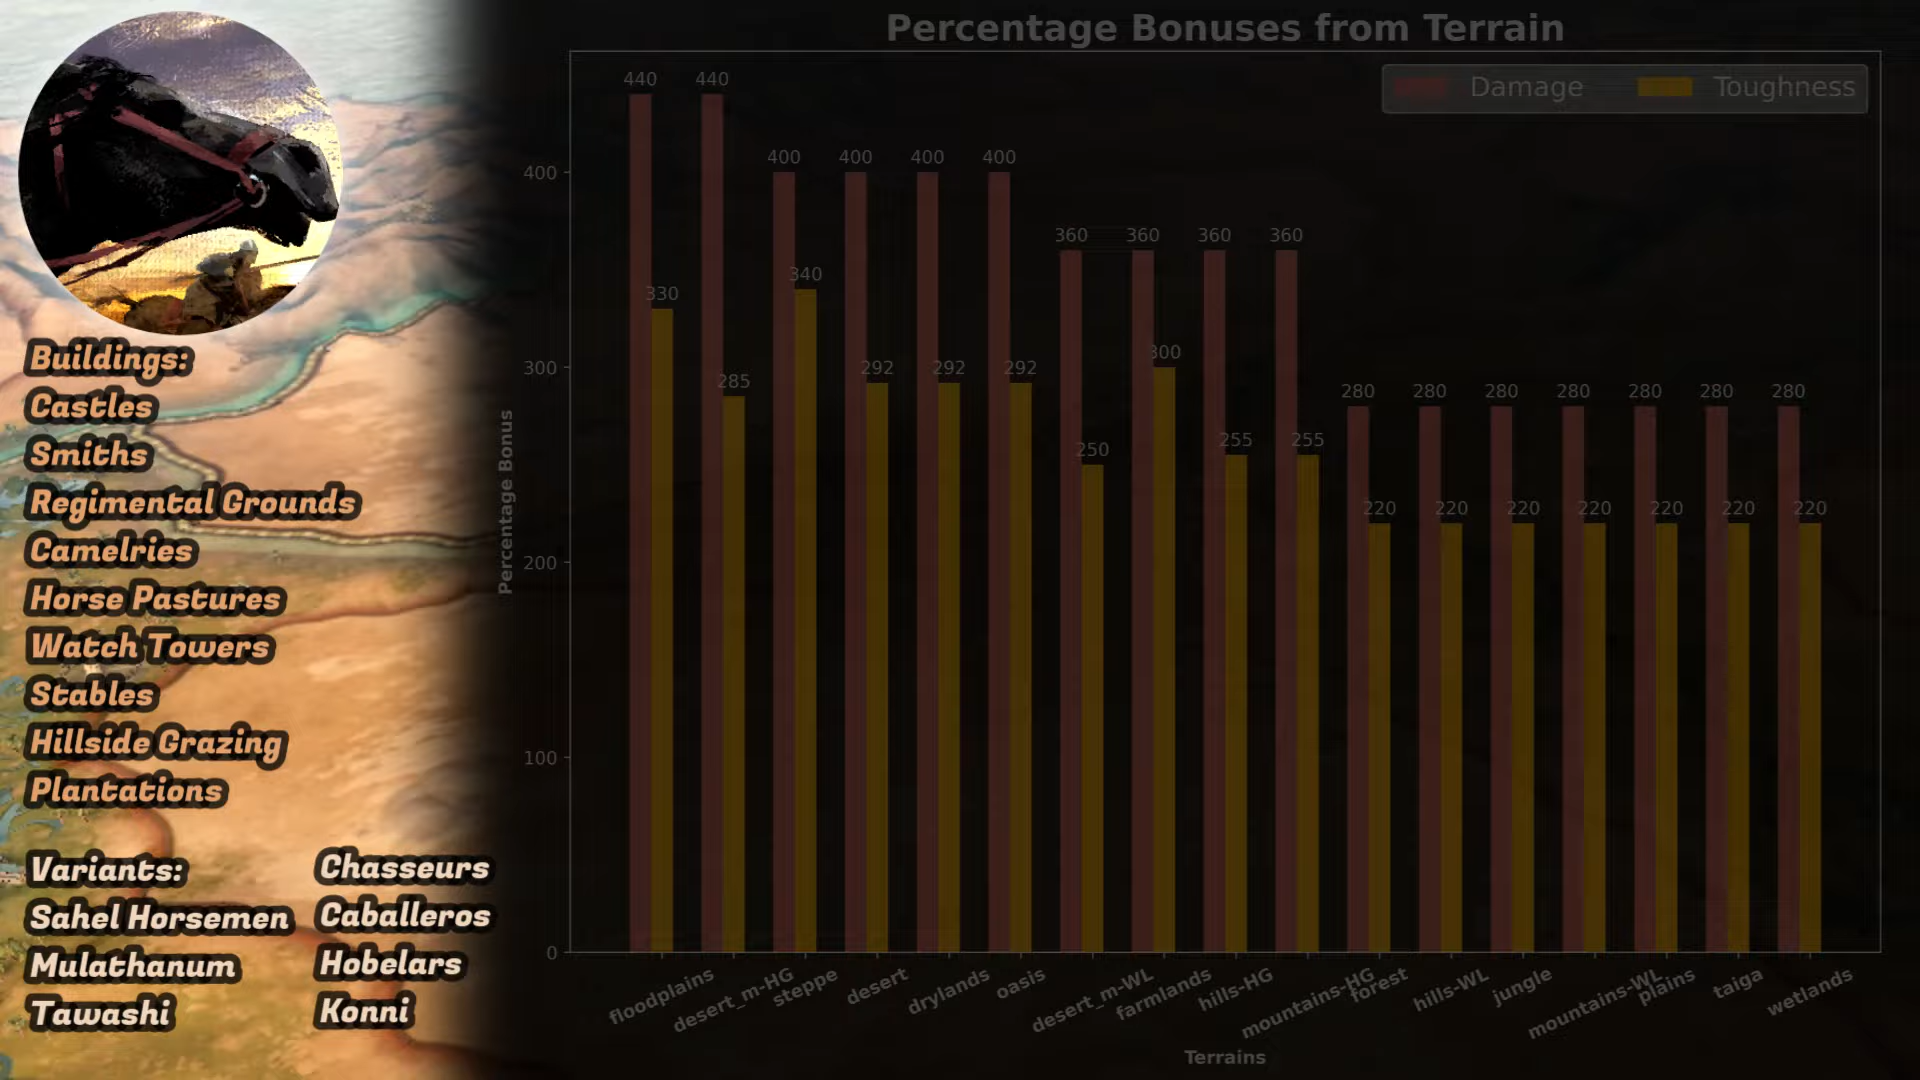 Buildings:
Castles
Smiths
Regimental Grounds
Camelries
Horse Pastures
Watch Towers
Stables
Hillside Grazing
Plantations
Variants:
Sahel Horsemen
Mulathanum
Tawashi
Chasseurs
Caballeros
Hobelars
Konni
Percentage Bonuses from Terrain
Damage Toughness
Percentage Bonus
400
300
200
100
0
440 330
440 285
400 340
400 292
400 292
400 292
360 250
360 300
360 255
360 255
280 220
280 220
280 220
280 220
280 220
280 220
280 220
floodplains
desert_m-HG
steppe
desert
drylands
oasis
desert_m-WL
farmlands
hills-HG
mountains-HG
forest
hills-WL
jungle
mountains-WL
plains
taiga
wetlands
Terrains